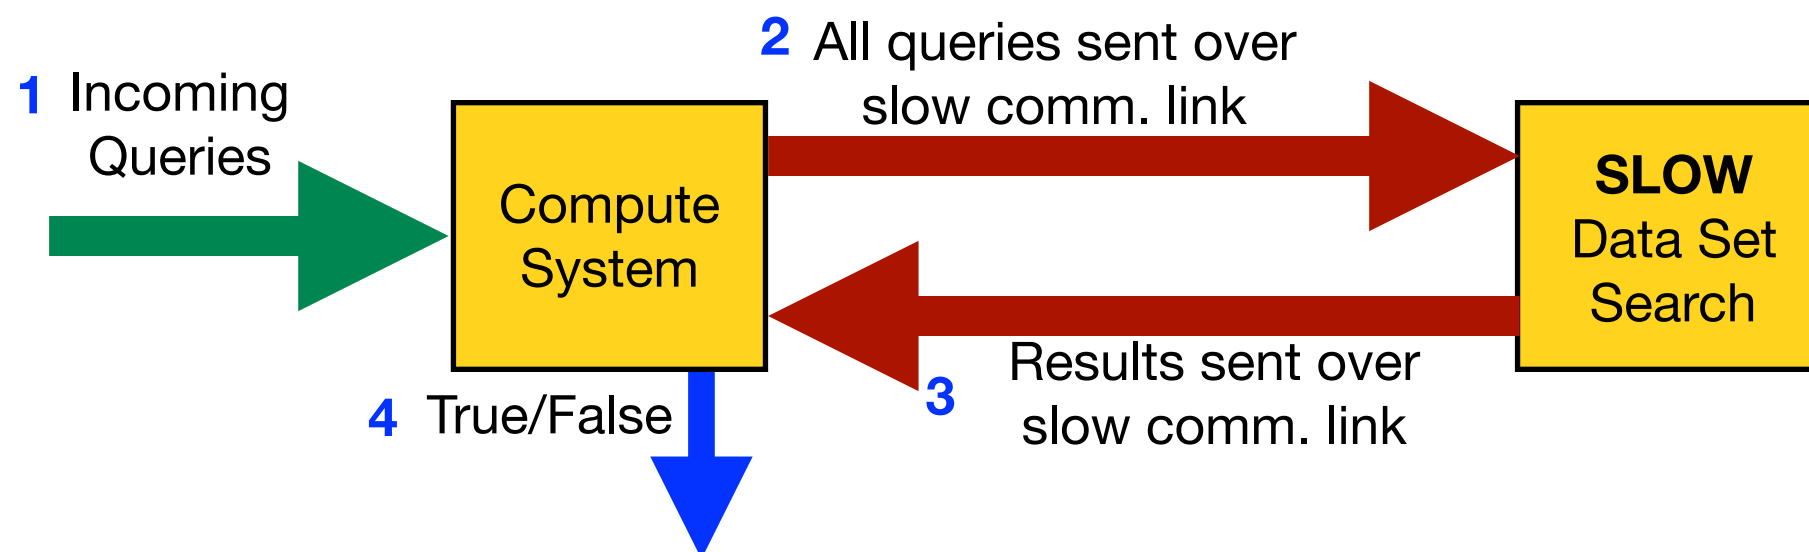 1 Incoming
Queries
2 All queries sent over
slow comm. link
Compute
System
SLOW
Data Set
Search
3 Results sent over
slow comm. link
4 True/False